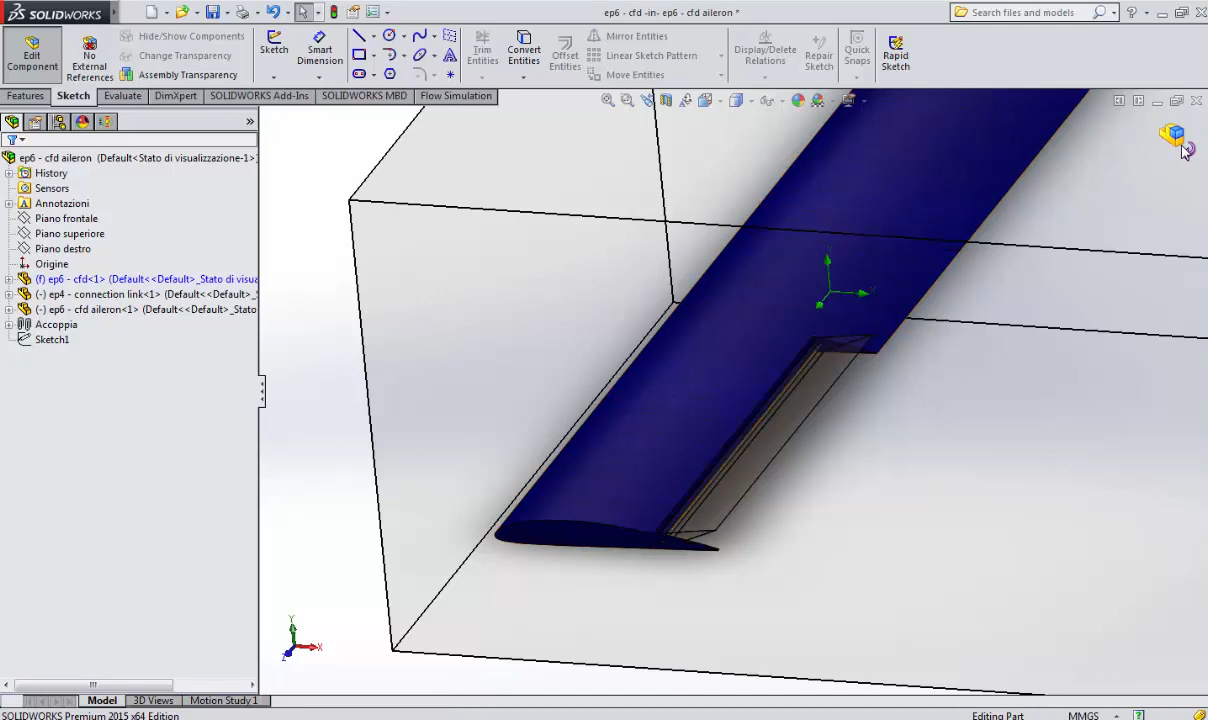 SOLIDWORKS
ep6 - cfd -in- ep6 - cfd aileron *
Search files and models
Edit Component
No External References
Hide/Show Components
Change Transparency
Assembly Transparency
Sketch
Smart Dimension
Trim Entities
Convert Entities
Offset Entities
Mirror Entities
Linear Sketch Pattern
Move Entities
Display/Delete Relations
Repair Sketch
Quick Snaps
Rapid Sketch
Features
Sketch
Evaluate
DimXpert
SOLIDWORKS Add-Ins
SOLIDWORKS MBD
Flow Simulation
ep6 - cfd aileron (Default<Stato di visualizzazione-1>)
History
Sensors
Annotazioni
Piano frontale
Piano superiore
Piano destro
Origine
(f) ep6 - cfd<1> (Default<<Default>_Stato di visua
(-) ep4 - connection link<1> (Default<<Default>_
(-) ep6 - cfd aileron<1> (Default<<Default>_Stato
Accoppia
Sketch1
Y
X
Z
Model
3D Views
Motion Study 1
SOLIDWORKS Premium 2015 x64 Edition
Editing Part
MMGS